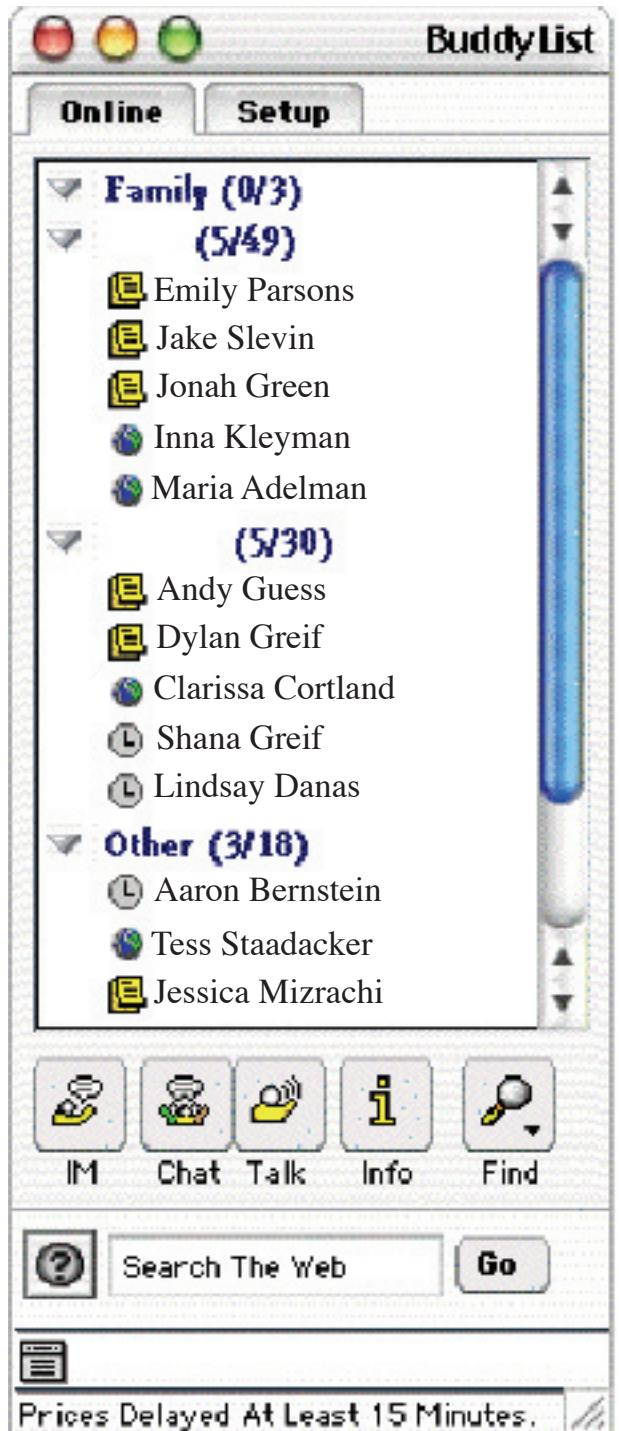 Buddy List
Online Setup
Family (0/3)
(5/49)
Emily Parsons
Jake Slevin
Jonah Green
Inna Kleyman
Maria Adelman
(5/30)
Andy Guess
Dylan Greif
Clarissa Cortland
Shana Greif
Lindsay Danas
Other (3/18)
Aaron Bernstein
Tess Staadacker
Jessica Mizrachi
IM Chat Talk Info Find
Search The Web Go
Prices Delayed At Least 15 Minutes.